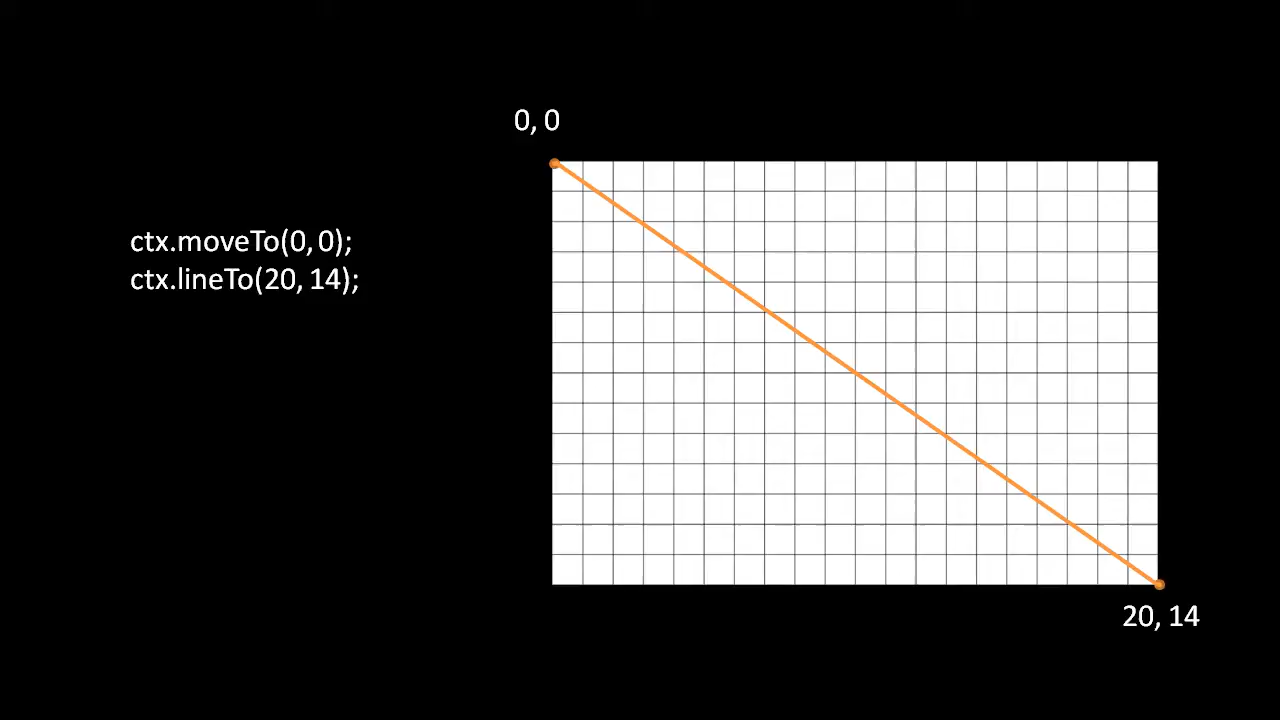 0, 0
ctx.moveTo(0, 0);
ctx.lineTo(20, 14);
20, 14